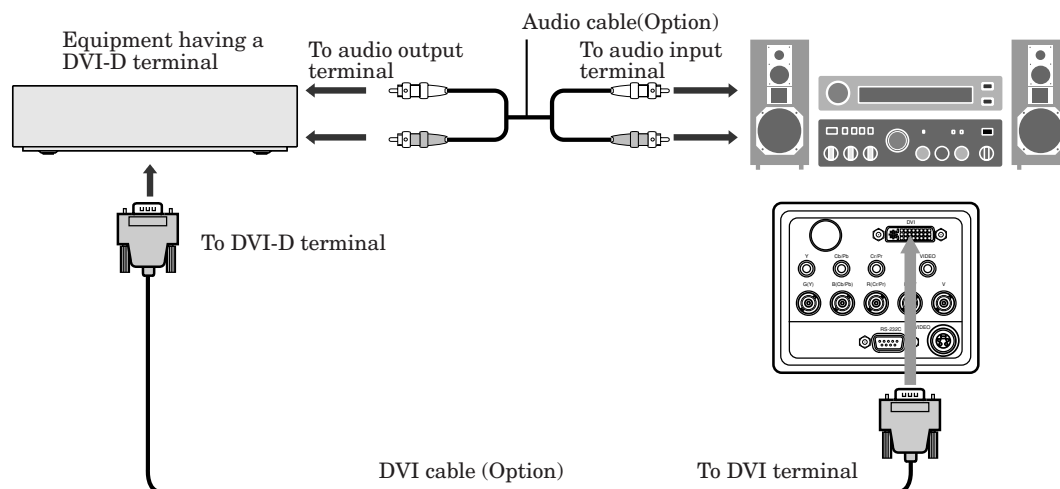 Audio cable(Option)
Equipment having a
DVI-D terminal
To audio output
terminal
To audio input
terminal
To DVI-D terminal
DVI
Y
Cb/Pb
Cr/Pr
VIDEO
G(Y)
B(Cb/Pb)
R(Cr/Pr)
V
RS-232C
VIDEO
DVI cable (Option)
To DVI terminal